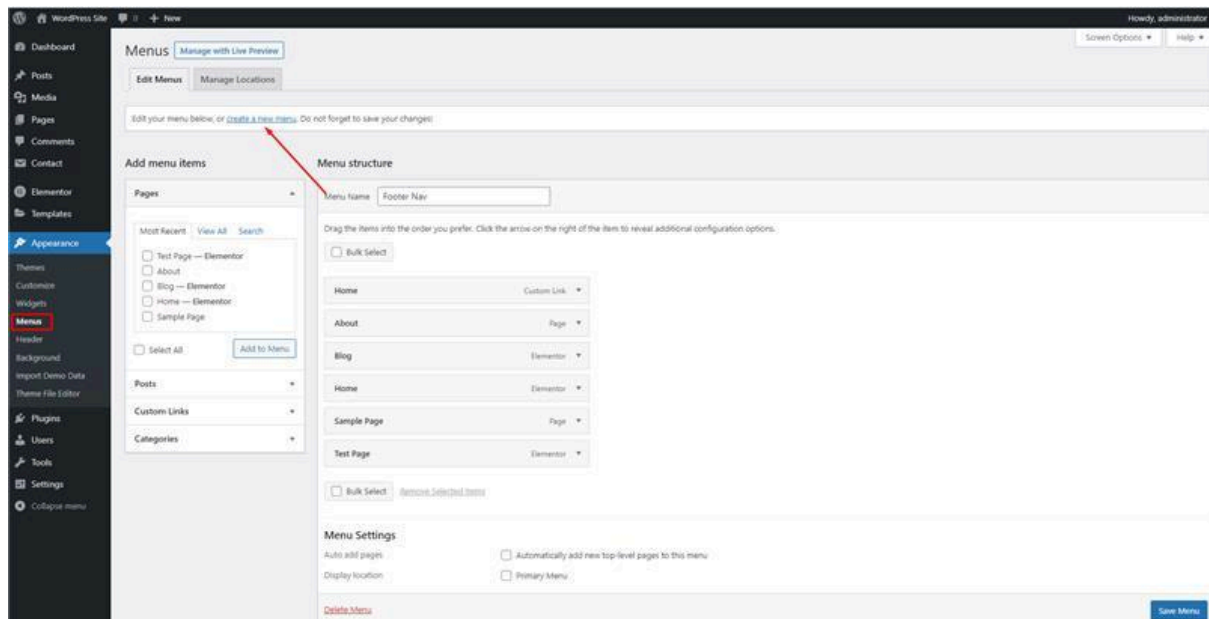 WordPress Site 0 + New Howdy, administrator
Dashboard
Posts
Media
Pages
Comments
Contact
Elementor
Templates
Appearance
Themes
Customize
Widgets
Menus
Header
Background
Import Demo Data
Theme File Editor
Plugins
Users
Tools
Settings
Collapse menu
Screen Options ▼ Help ▼
Menus Manage with Live Preview
Edit Menus Manage Locations
Edit your menu below, or create a new menu. Do not forget to save your changes!
Add menu items
Pages
Most Recent View All Search
Test Page — Elementor
About
Blog — Elementor
Home — Elementor
Sample Page
Select All Add to Menu
Posts
Custom Links
Categories
Menu structure
Menu Name Footer Nav
Drag the items into the order you prefer. Click the arrow on the right of the item to reveal additional configuration options.
Bulk Select
Home Custom Link
About Page
Blog Elementor
Home Elementor
Sample Page Page
Test Page Elementor
Bulk Select Remove Selected Items
Menu Settings
Auto add pages Automatically add new top-level pages to this menu
Display location Primary Menu
Delete Menu Save Menu